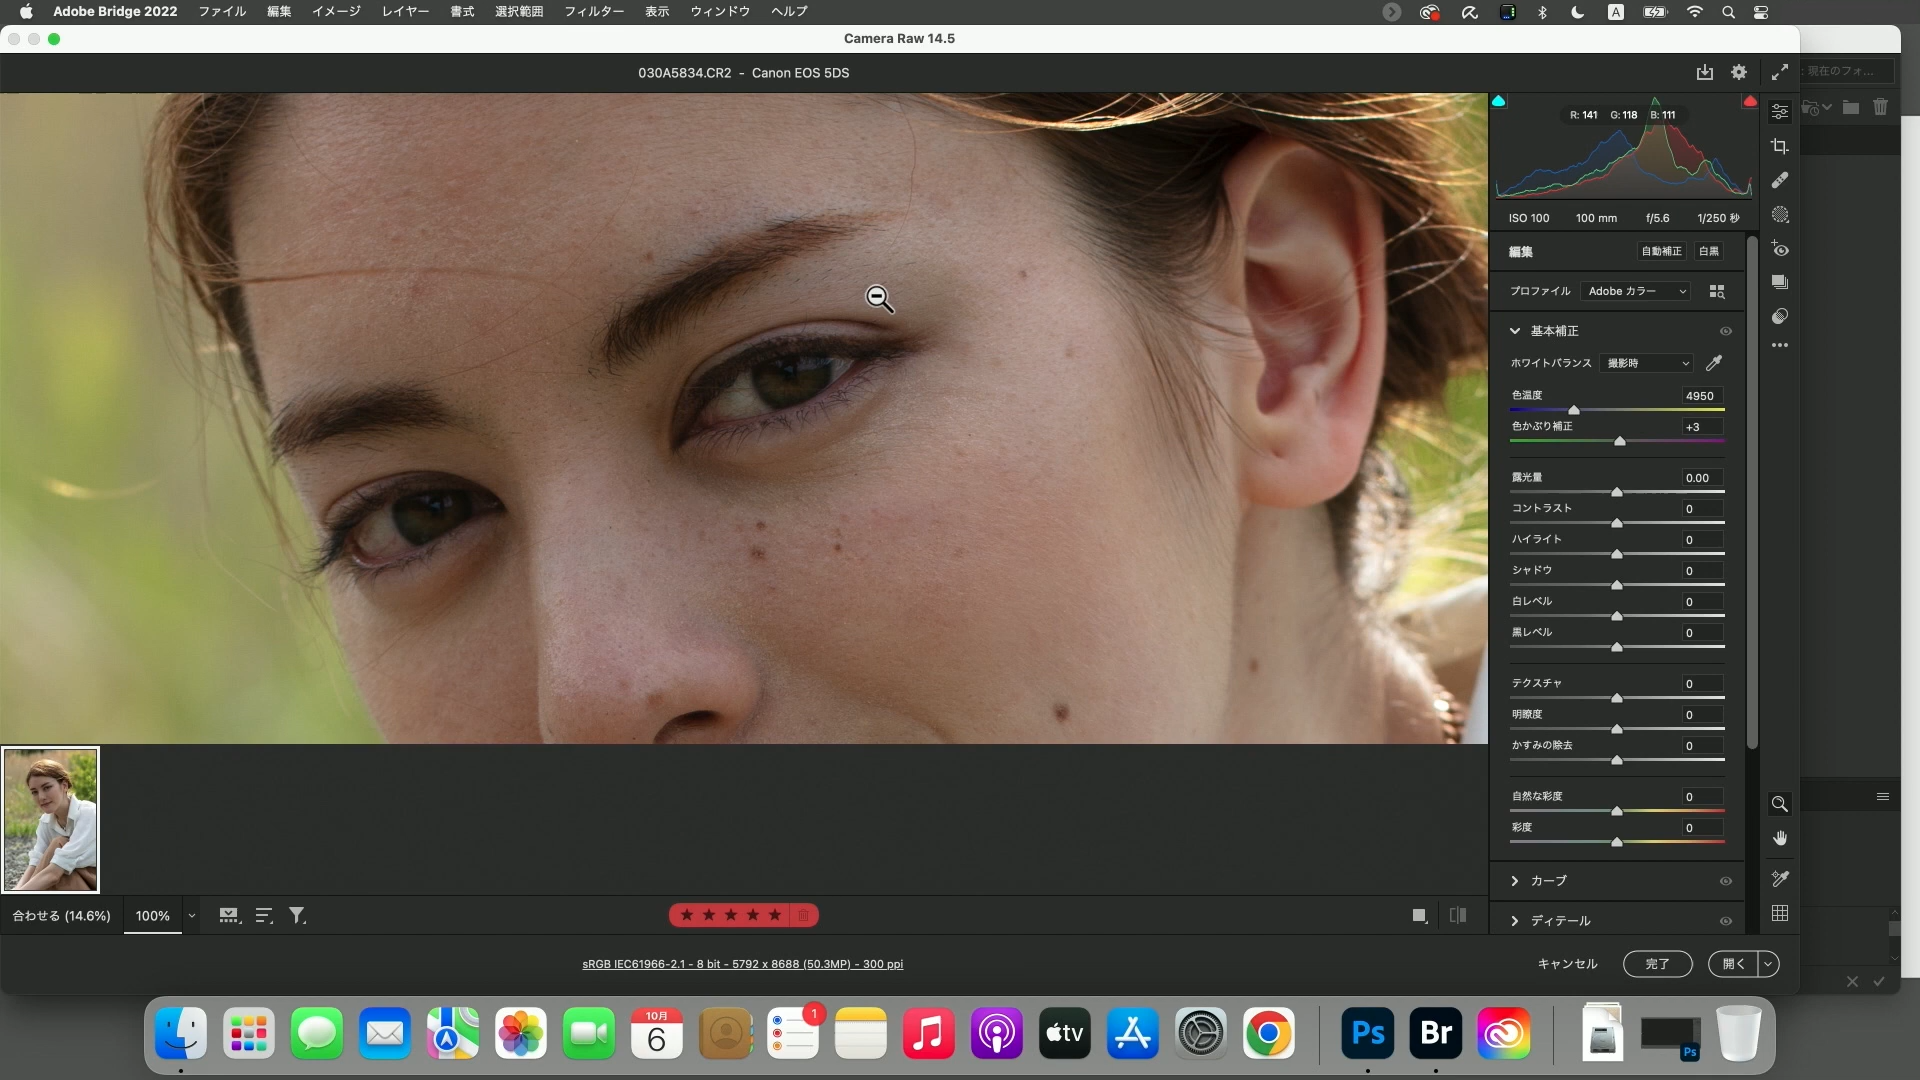 Adobe Bridge 2022 ファイル 編集 イメージ レイヤー 書式 選択範囲 フィルター 表示 ウィンドウ ヘルプ A
Camera Raw 14.5
030A5834.CR2 - Canon EOS 5DS
: 現在のフォ...
R: 141 G: 118 B: 111
ISO 100 100 mm f/5.6 1/250 秒
編集 自動補正 白黒
プロファイル Adobe カラー
基本補正
ホワイトバランス 撮影時
色温度 4950
色かぶり補正 +3
露光量 0.00
コントラスト 0
ハイライト 0
シャドウ 0
白レベル 0
黒レベル 0
テクスチャ 0
明瞭度 0
かすみの除去 0
自然な彩度 0
彩度 0
カーブ
ディテール
合わせる (14.6%) 100%
sRGB IEC61966-2.1 - 8 bit - 5792 x 8688 (50.3MP) - 300 ppi
キャンセル 完了 開く
10月
6
1
tv
Ps
Br
Ps